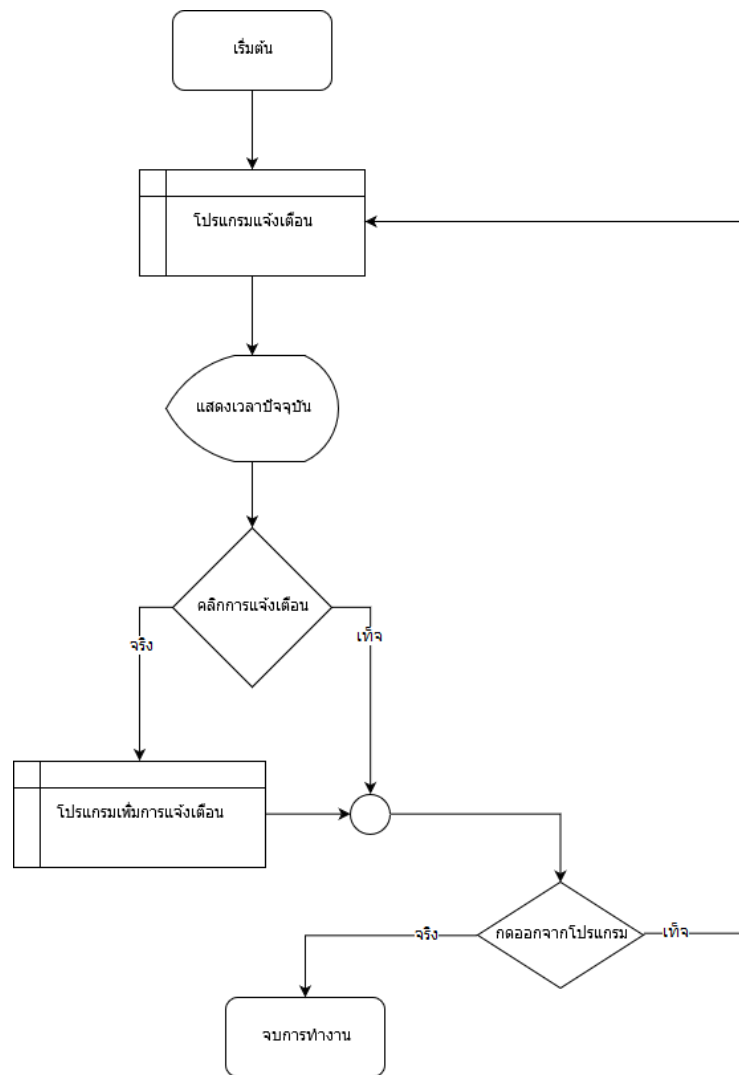 เริ่มต้น
โปรแกรมแจ้งเตือน
แสดงเวลาปัจจุบัน
คลิกการแจ้งเตือน
จริง
เท็จ
โปรแกรมเพิ่มการแจ้งเตือน
กดออกจากโปรแกรม
จริง
เท็จ
จบการทำงาน